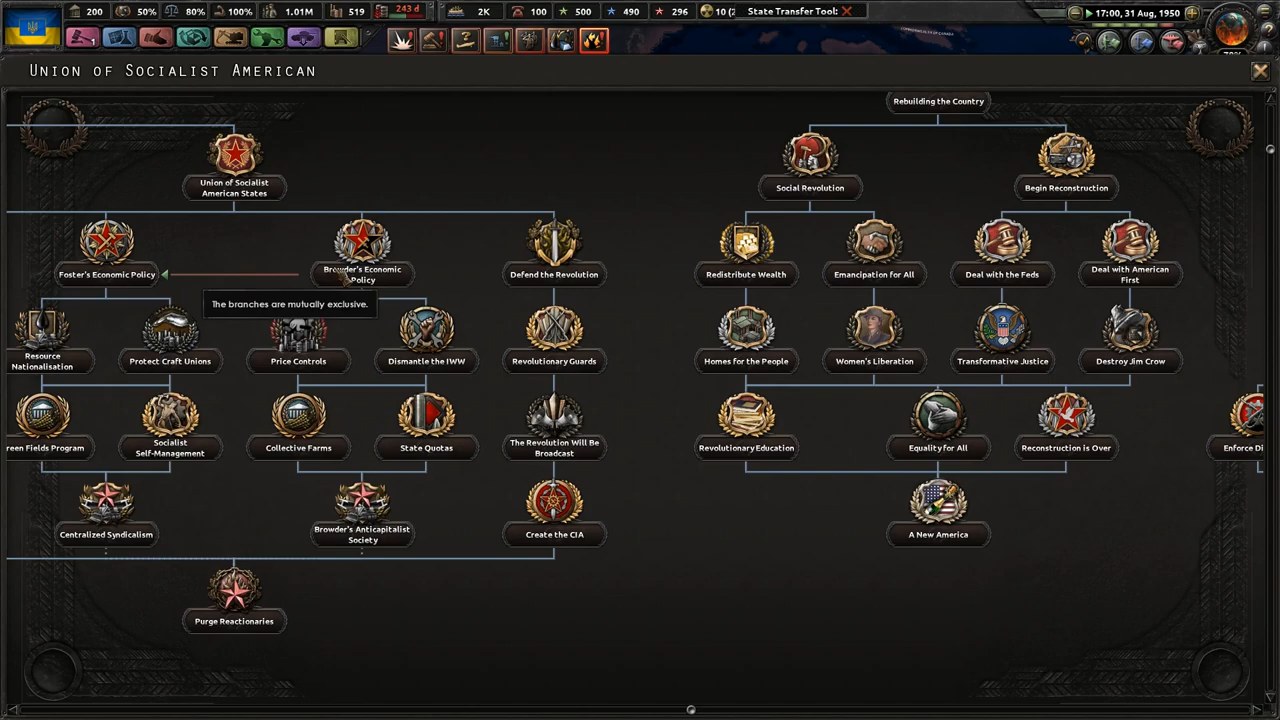 200 50% 80% 100% 1.01M 519 243 d 2K 100 500 490 296 10 (2 State Transfer Tool: 17:00, 31 Aug, 1950
1
Union of Socialist American
Rebuilding the Country
Union of Socialist
American States
Social Revolution
Begin Reconstruction
Foster's Economic Policy
Browder's Economic
Policy
Defend the Revolution
Redistribute Wealth
Emancipation for All
Deal with the Feds
Deal with American
First
The branches are mutually exclusive.
Resource
Nationalisation
Protect Craft Unions
Price Controls
Dismantle the IWW
Revolutionary Guards
Homes for the People
Women's Liberation
Transformative Justice
Destroy Jim Crow
reen Fields Program
Socialist
Self-Management
Collective Farms
State Quotas
The Revolution Will Be
Broadcast
Revolutionary Education
Equality for All
Reconstruction is Over
Enforce Di
Centralized Syndicalism
Browder's Anticapitalist
Society
Create the CIA
A New America
Purge Reactionaries